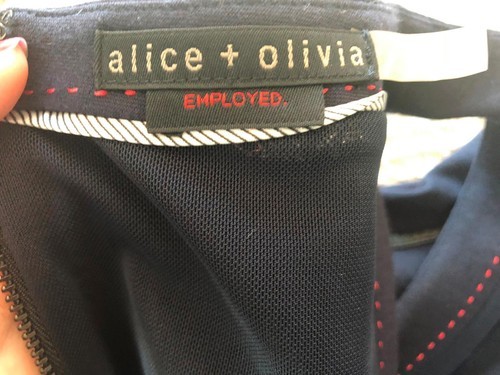 alice + olivia
EMPLOYED.